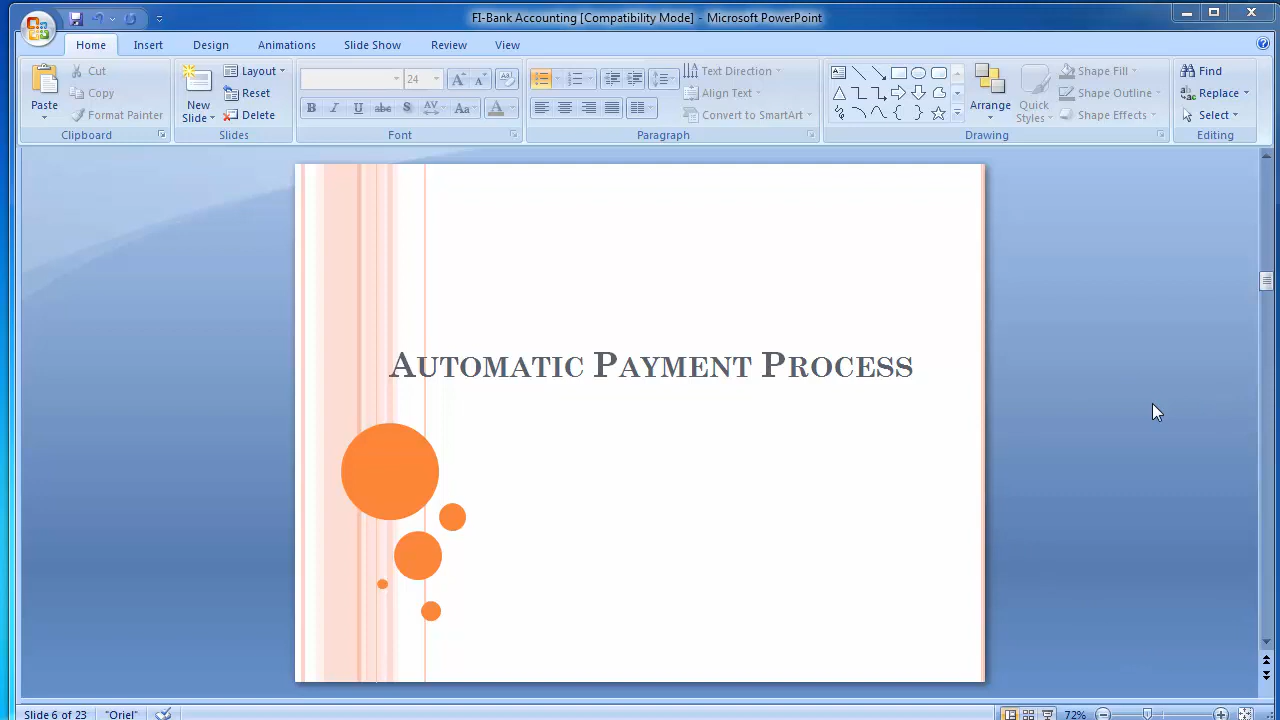 FI-Bank Accounting [Compatibility Mode] - Microsoft PowerPoint
Home Insert Design Animations Slide Show Review View
Paste
Cut
Copy
Format Painter
Clipboard
New Slide
Layout
Reset
Delete
Slides
24
B I U abc S AV Aa A
Font
Text Direction
Align Text
Convert to SmartArt
Paragraph
Arrange
Quick Styles
Shape Fill
Shape Outline
Shape Effects
Drawing
Find
Replace
Select
Editing
AUTOMATIC PAYMENT PROCESS
Slide 6 of 23 "Oriel" 72%